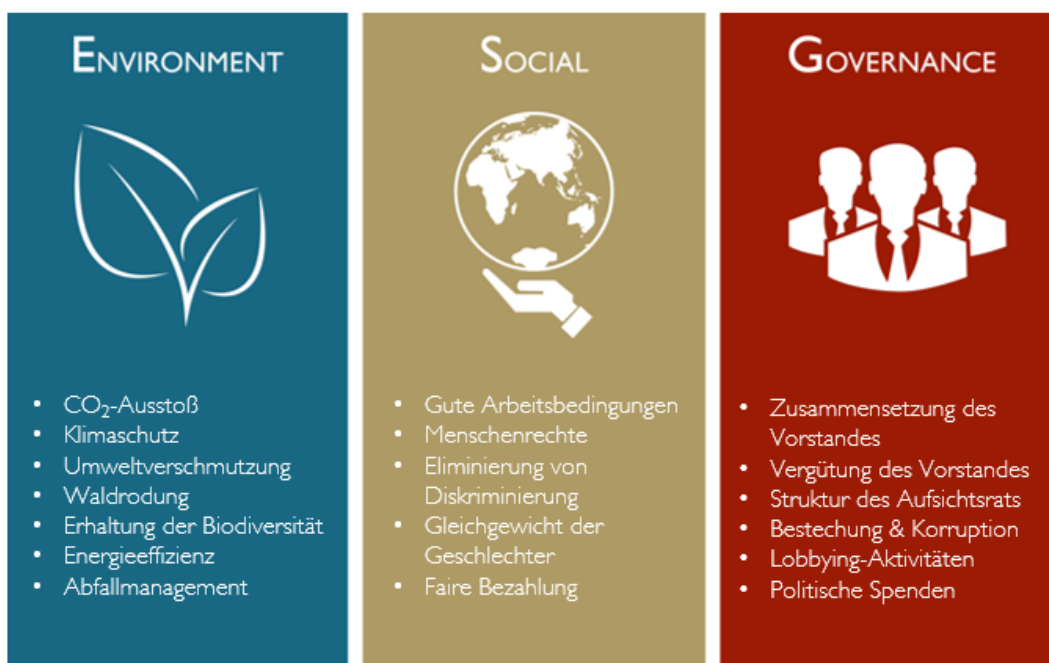 ENVIRONMENT
• CO₂-Ausstoß
• Klimaschutz
• Umweltverschmutzung
• Waldrodung
• Erhaltung der Biodiversität
• Energieeffizienz
• Abfallmanagement
SOCIAL
• Gute Arbeitsbedingungen
• Menschenrechte
• Eliminierung von
Diskriminierung
• Gleichgewicht der
Geschlechter
• Faire Bezahlung
GOVERNANCE
• Zusammensetzung des
Vorstandes
• Vergütung des Vorstandes
• Struktur des Aufsichtsrats
• Bestechung & Korruption
• Lobbying-Aktivitäten
• Politische Spenden